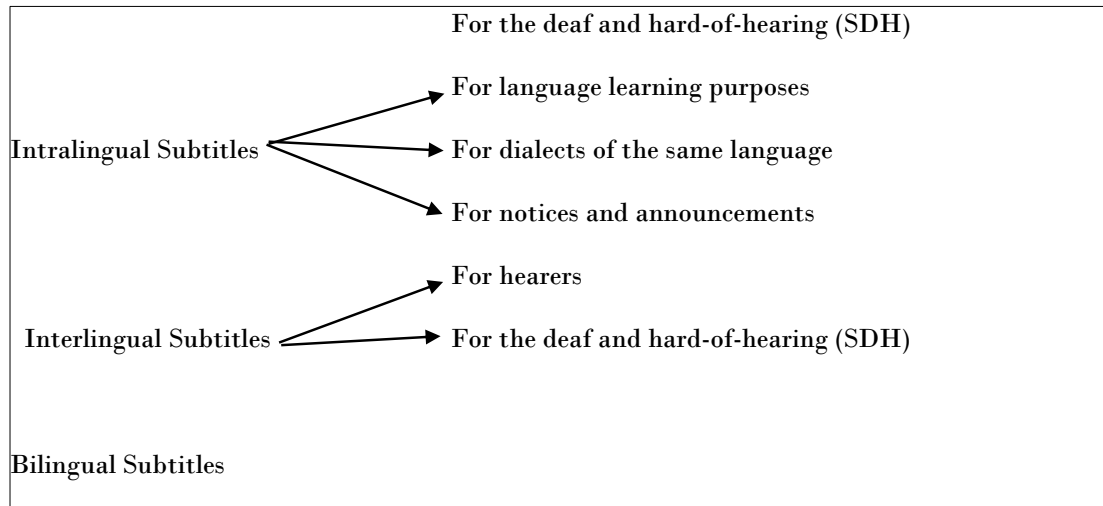 For the deaf and hard-of-hearing (SDH)
For language learning purposes
Intralingual Subtitles
For dialects of the same language
For notices and announcements
For hearers
Interlingual Subtitles
For the deaf and hard-of-hearing (SDH)
Bilingual Subtitles